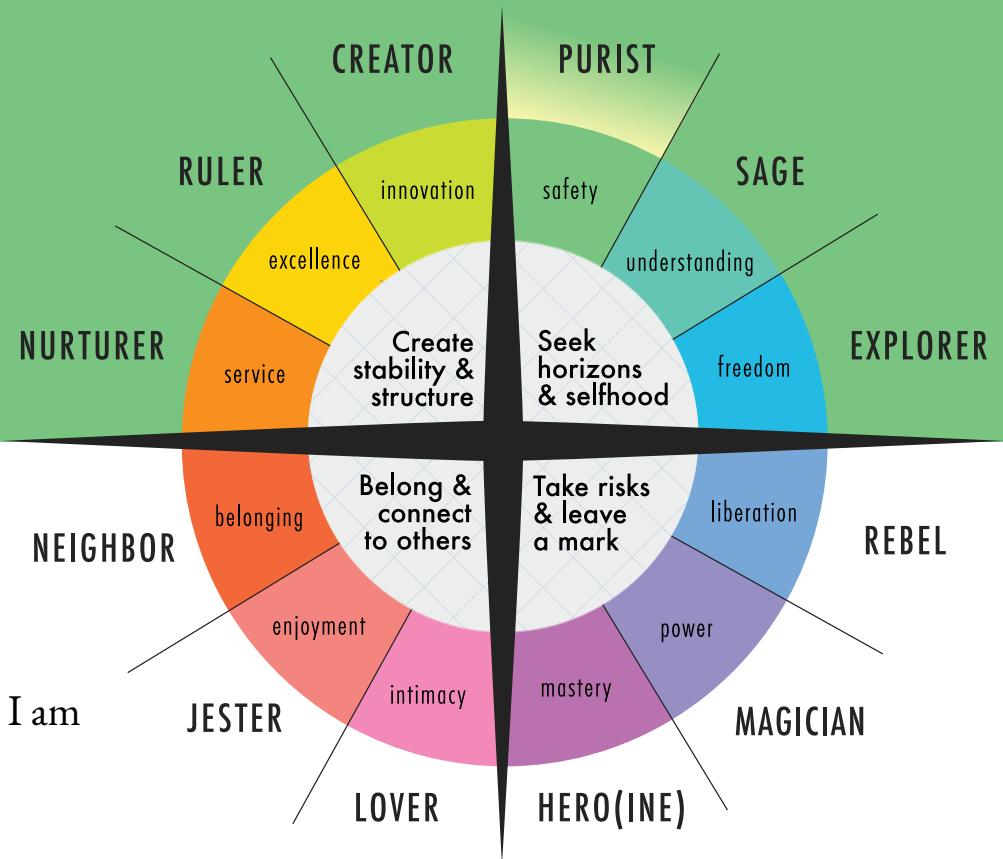 CREATOR
PURIST
RULER
SAGE
innovation
safety
excellence
understanding
NURTURER
EXPLORER
service
freedom
Create
stability &
structure
Seek
horizons
& selfhood
Belong &
connect
to others
Take risks
& leave
a mark
belonging
liberation
NEIGHBOR
REBEL
enjoyment
power
intimacy
mastery
I am
JESTER
MAGICIAN
LOVER
HERO(INE)